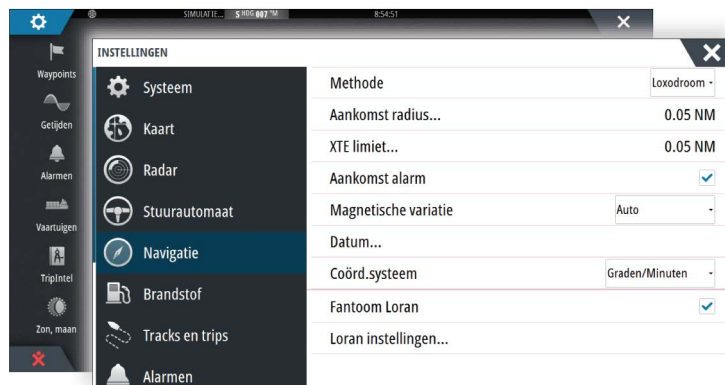 SIMULATIE... S HDG 007 °M 8:54:51
Waypoints
Getijden
Alarmen
Vaartuigen
TripIntel
Zon, maan
INSTELLINGEN
Systeem
Kaart
Radar
Stuurautomaat
Navigatie
Brandstof
Tracks en trips
Alarmen
Methode Loxodroom
Aankomst radius... 0.05 NM
XTE limiet... 0.05 NM
Aankomst alarm
Magnetische variatie Auto
Datum...
Coörd.systeem Graden/Minuten
Fantoom Loran
Loran instellingen...